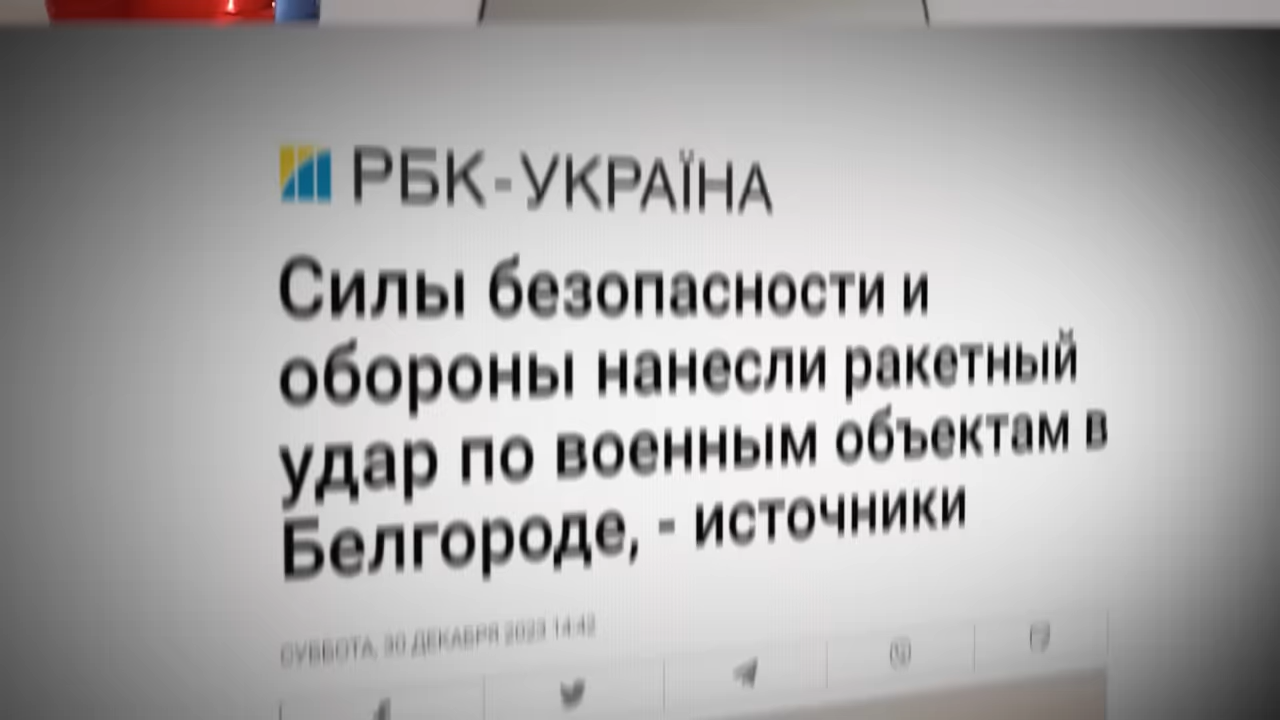 РБК-УКРАЇНА
Силы безопасности и
обороны нанесли ракетный
удар по военным объектам в
Белгороде, - источники
СУББОТА, 30 ДЕКАБРЯ 2023 14:42